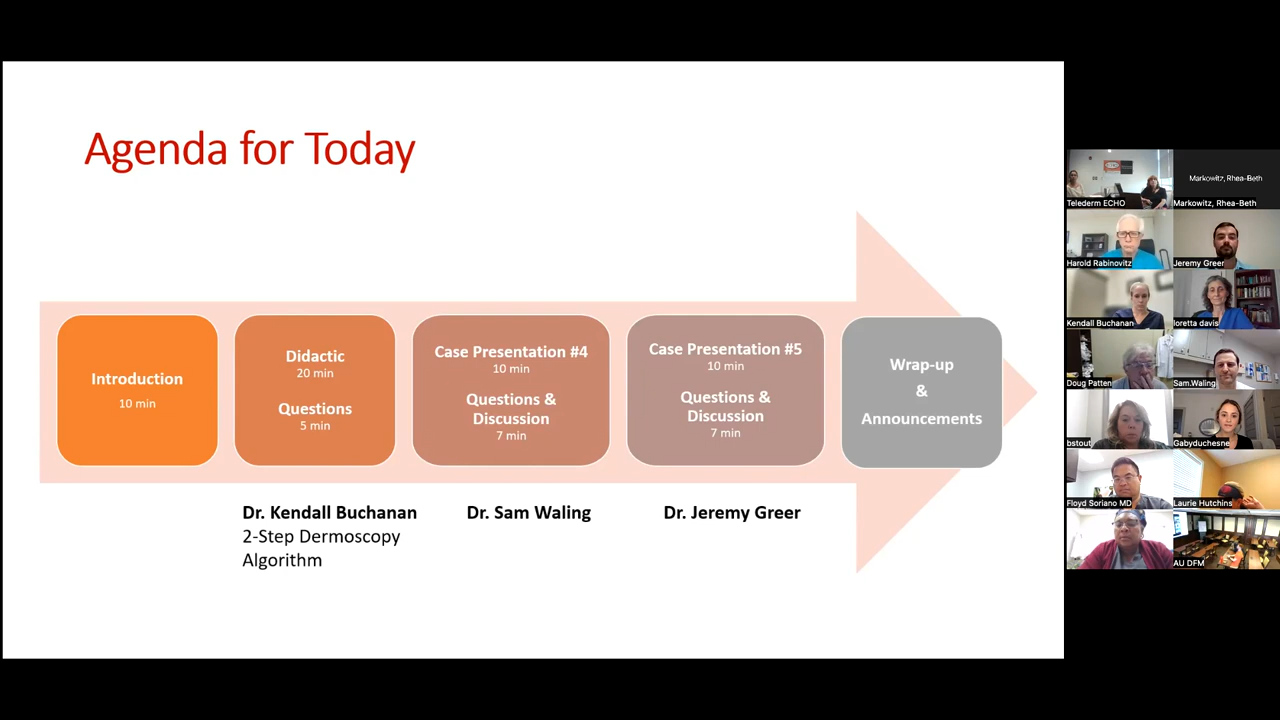 Agenda for Today
Introduction
10 min
Didactic
20 min
Questions
5 min
Case Presentation #4
10 min
Questions &
Discussion
7 min
Case Presentation #5
10 min
Questions &
Discussion
7 min
Wrap-up
&
Announcements
Dr. Kendall Buchanan
2-Step Dermoscopy
Algorithm
Dr. Sam Waling
Dr. Jeremy Greer
Telederm ECHO
Markowitz, Rhea-Beth
Markowitz, Rhea-Beth
Harold Rabinovitz
Jeremy Greer
Kendall Buchanan
loretta davis
Doug Patten
Sam.Waling
bstout
Gabyduchesne
Floyd Soriano MD
Laurie Hutchins
AU DFM